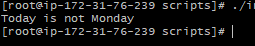 [root@ip-172-31-76-239 scripts]# ./i
Today is not Monday
[root@ip-172-31-76-239 scripts]#